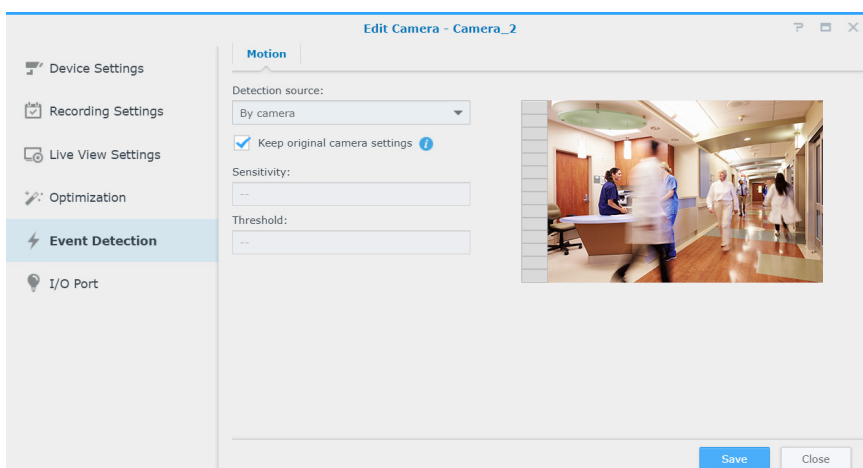 Edit Camera - Camera_2
Device Settings
Recording Settings
Live View Settings
Optimization
Event Detection
I/O Port
Motion
Detection source:
By camera
Keep original camera settings
Sensitivity:
--
Threshold:
--
Save
Close